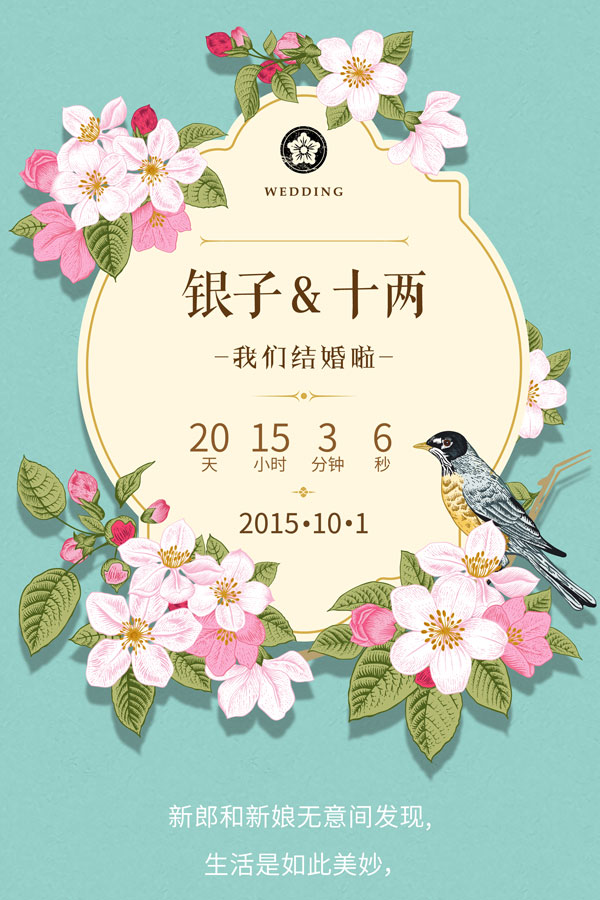 WEDDING
银子&十两
-我们结婚啦-
20 15 3 6
天 小时 分钟 秒
2015•10•1
新郎和新娘无意间发现,
生活是如此美妙,